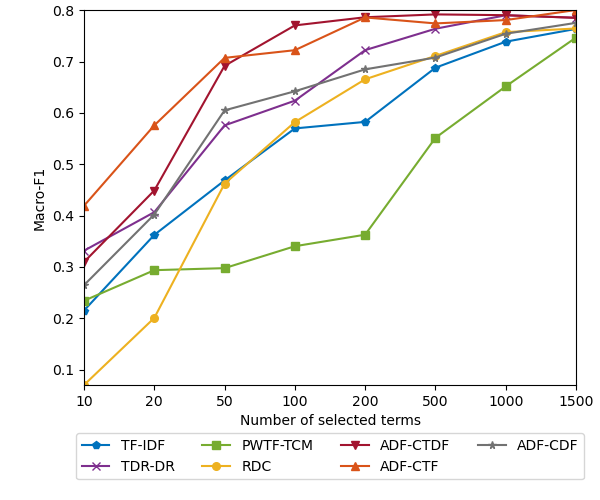 0.8
0.7
0.6
0.5
0.4
0.3
0.2
0.1
Macro-F1
10 20 50 100 200 500 1000 1500
Number of selected terms
TF-IDF PWTF-TCM ADF-CTDF ADF-CDF
TDR-DR RDC ADF-CTF